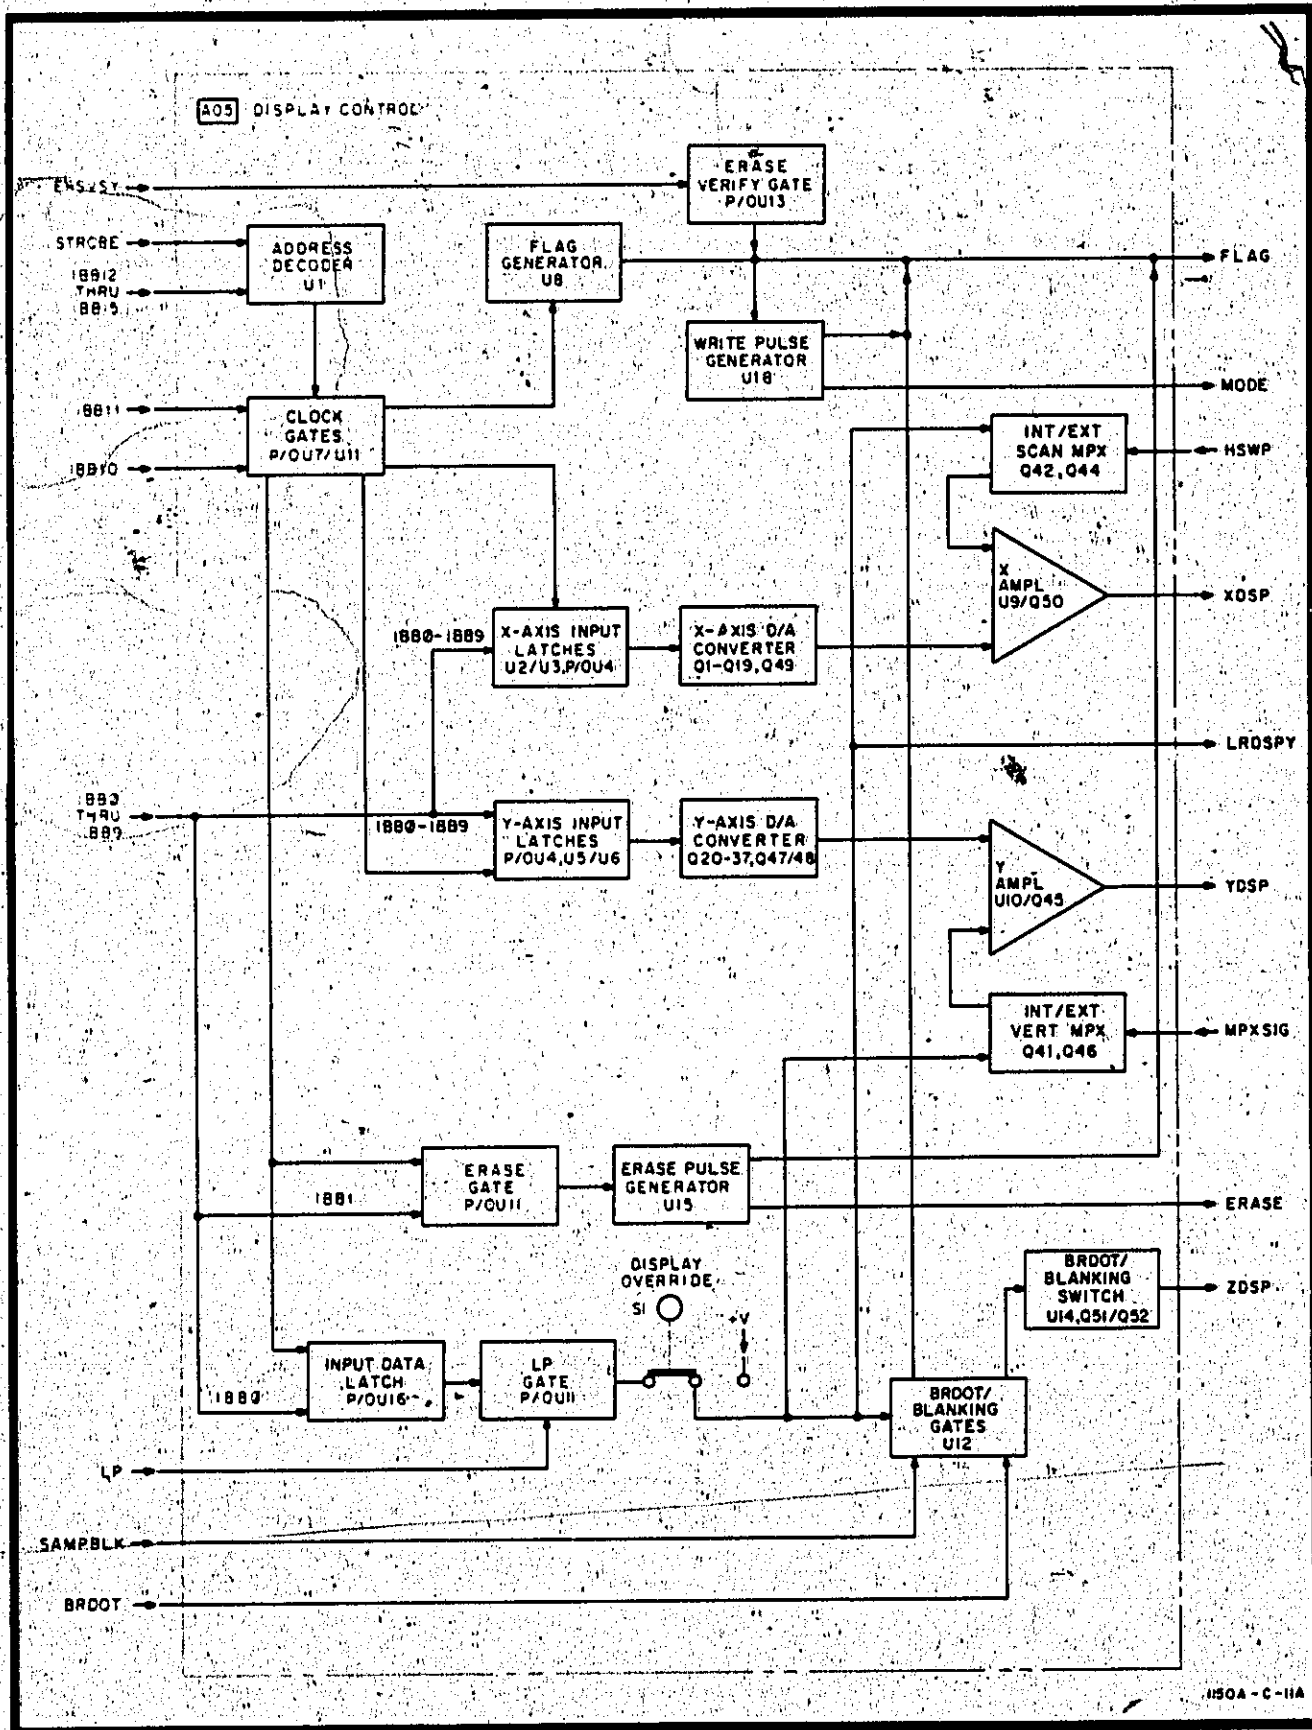 A05 DISPLAY CONTROL
ERASE
VERIFY GATE
P/OU13
STROBE
ADDRESS
DECODER
U1
FLAG
GENERATOR
U8
FLAG
IBB12
THRU
IBB15
WRITE PULSE
GENERATOR
U18
MODE
IBB11
CLOCK
GATES
P/OU7/U11
IBB10
INT/EXT
SCAN MPX
Q42,Q44
HSWP
X
AMPL
U9/Q50
XDSP
IBB0-IBB9
X-AXIS INPUT
LATCHES
U2/U3,P/OU4
X-AXIS D/A
CONVERTER
Q1-Q19,Q49
LRDSPY
IBB0
THRU
IBB9
IBB0-IBB9
Y-AXIS INPUT
LATCHES
P/OU4,U5/U6
Y-AXIS D/A
CONVERTER
Q20-37,Q47/48
Y
AMPL
U10/Q45
YDSP
INT/EXT
VERT MPX
Q41,Q46
MPXSIG
IBB1
ERASE
GATE
P/OU11
ERASE PULSE
GENERATOR
U15
ERASE
DISPLAY
OVERRIDE
S1
+V
BRDOT/
BLANKING
SWITCH
U14,Q51/Q52
ZDSP
IBB0
INPUT DATA
LATCH
P/OU16
LP
GATE
P/OU11
BRDOT/
BLANKING
GATES
U12
LP
SAMPBLK
BRDOT
1150A-C-11A